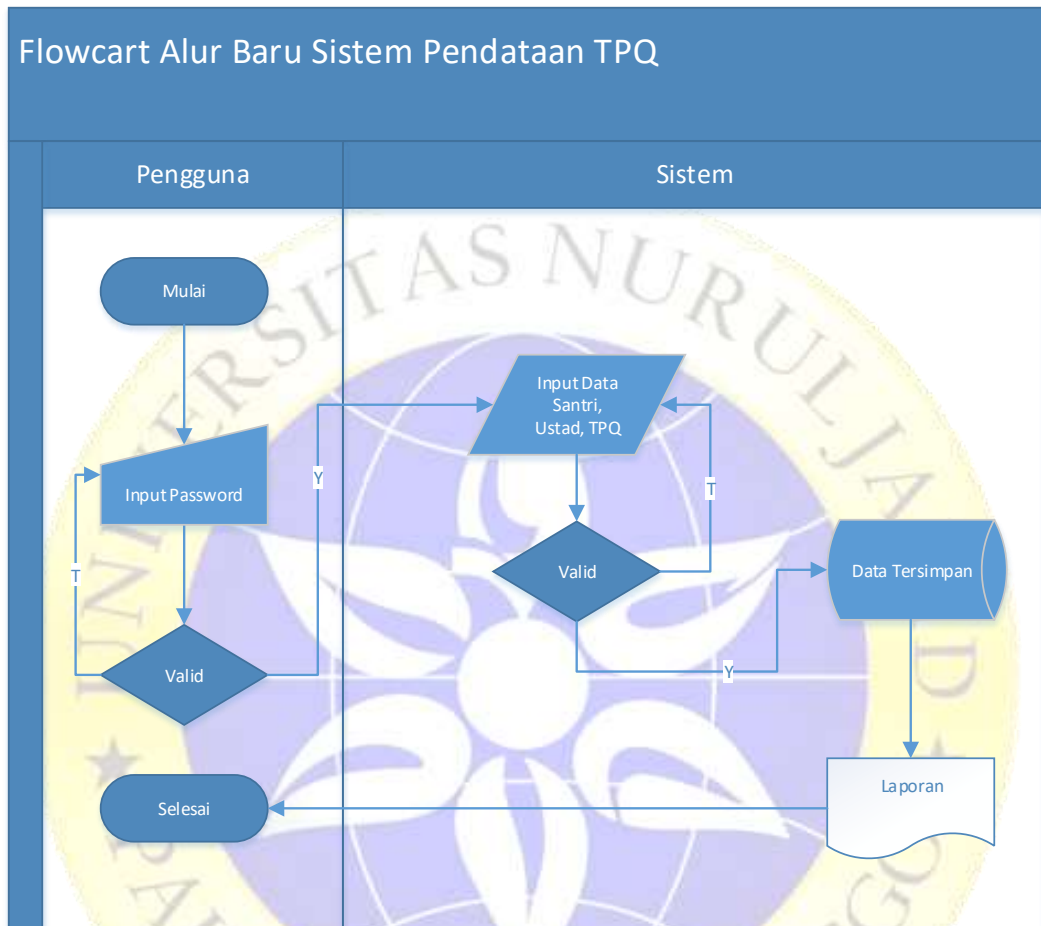 Flowcart Alur Baru Sistem Pendataan TPQ
Pengguna
Sistem
UNIVERSITAS NURUL JADID
Mulai
Input Data
Santri,
Ustad, TPQ
Input Password
Y
T
T
Valid
Data Tersimpan
Valid
Y
Laporan
Selesai